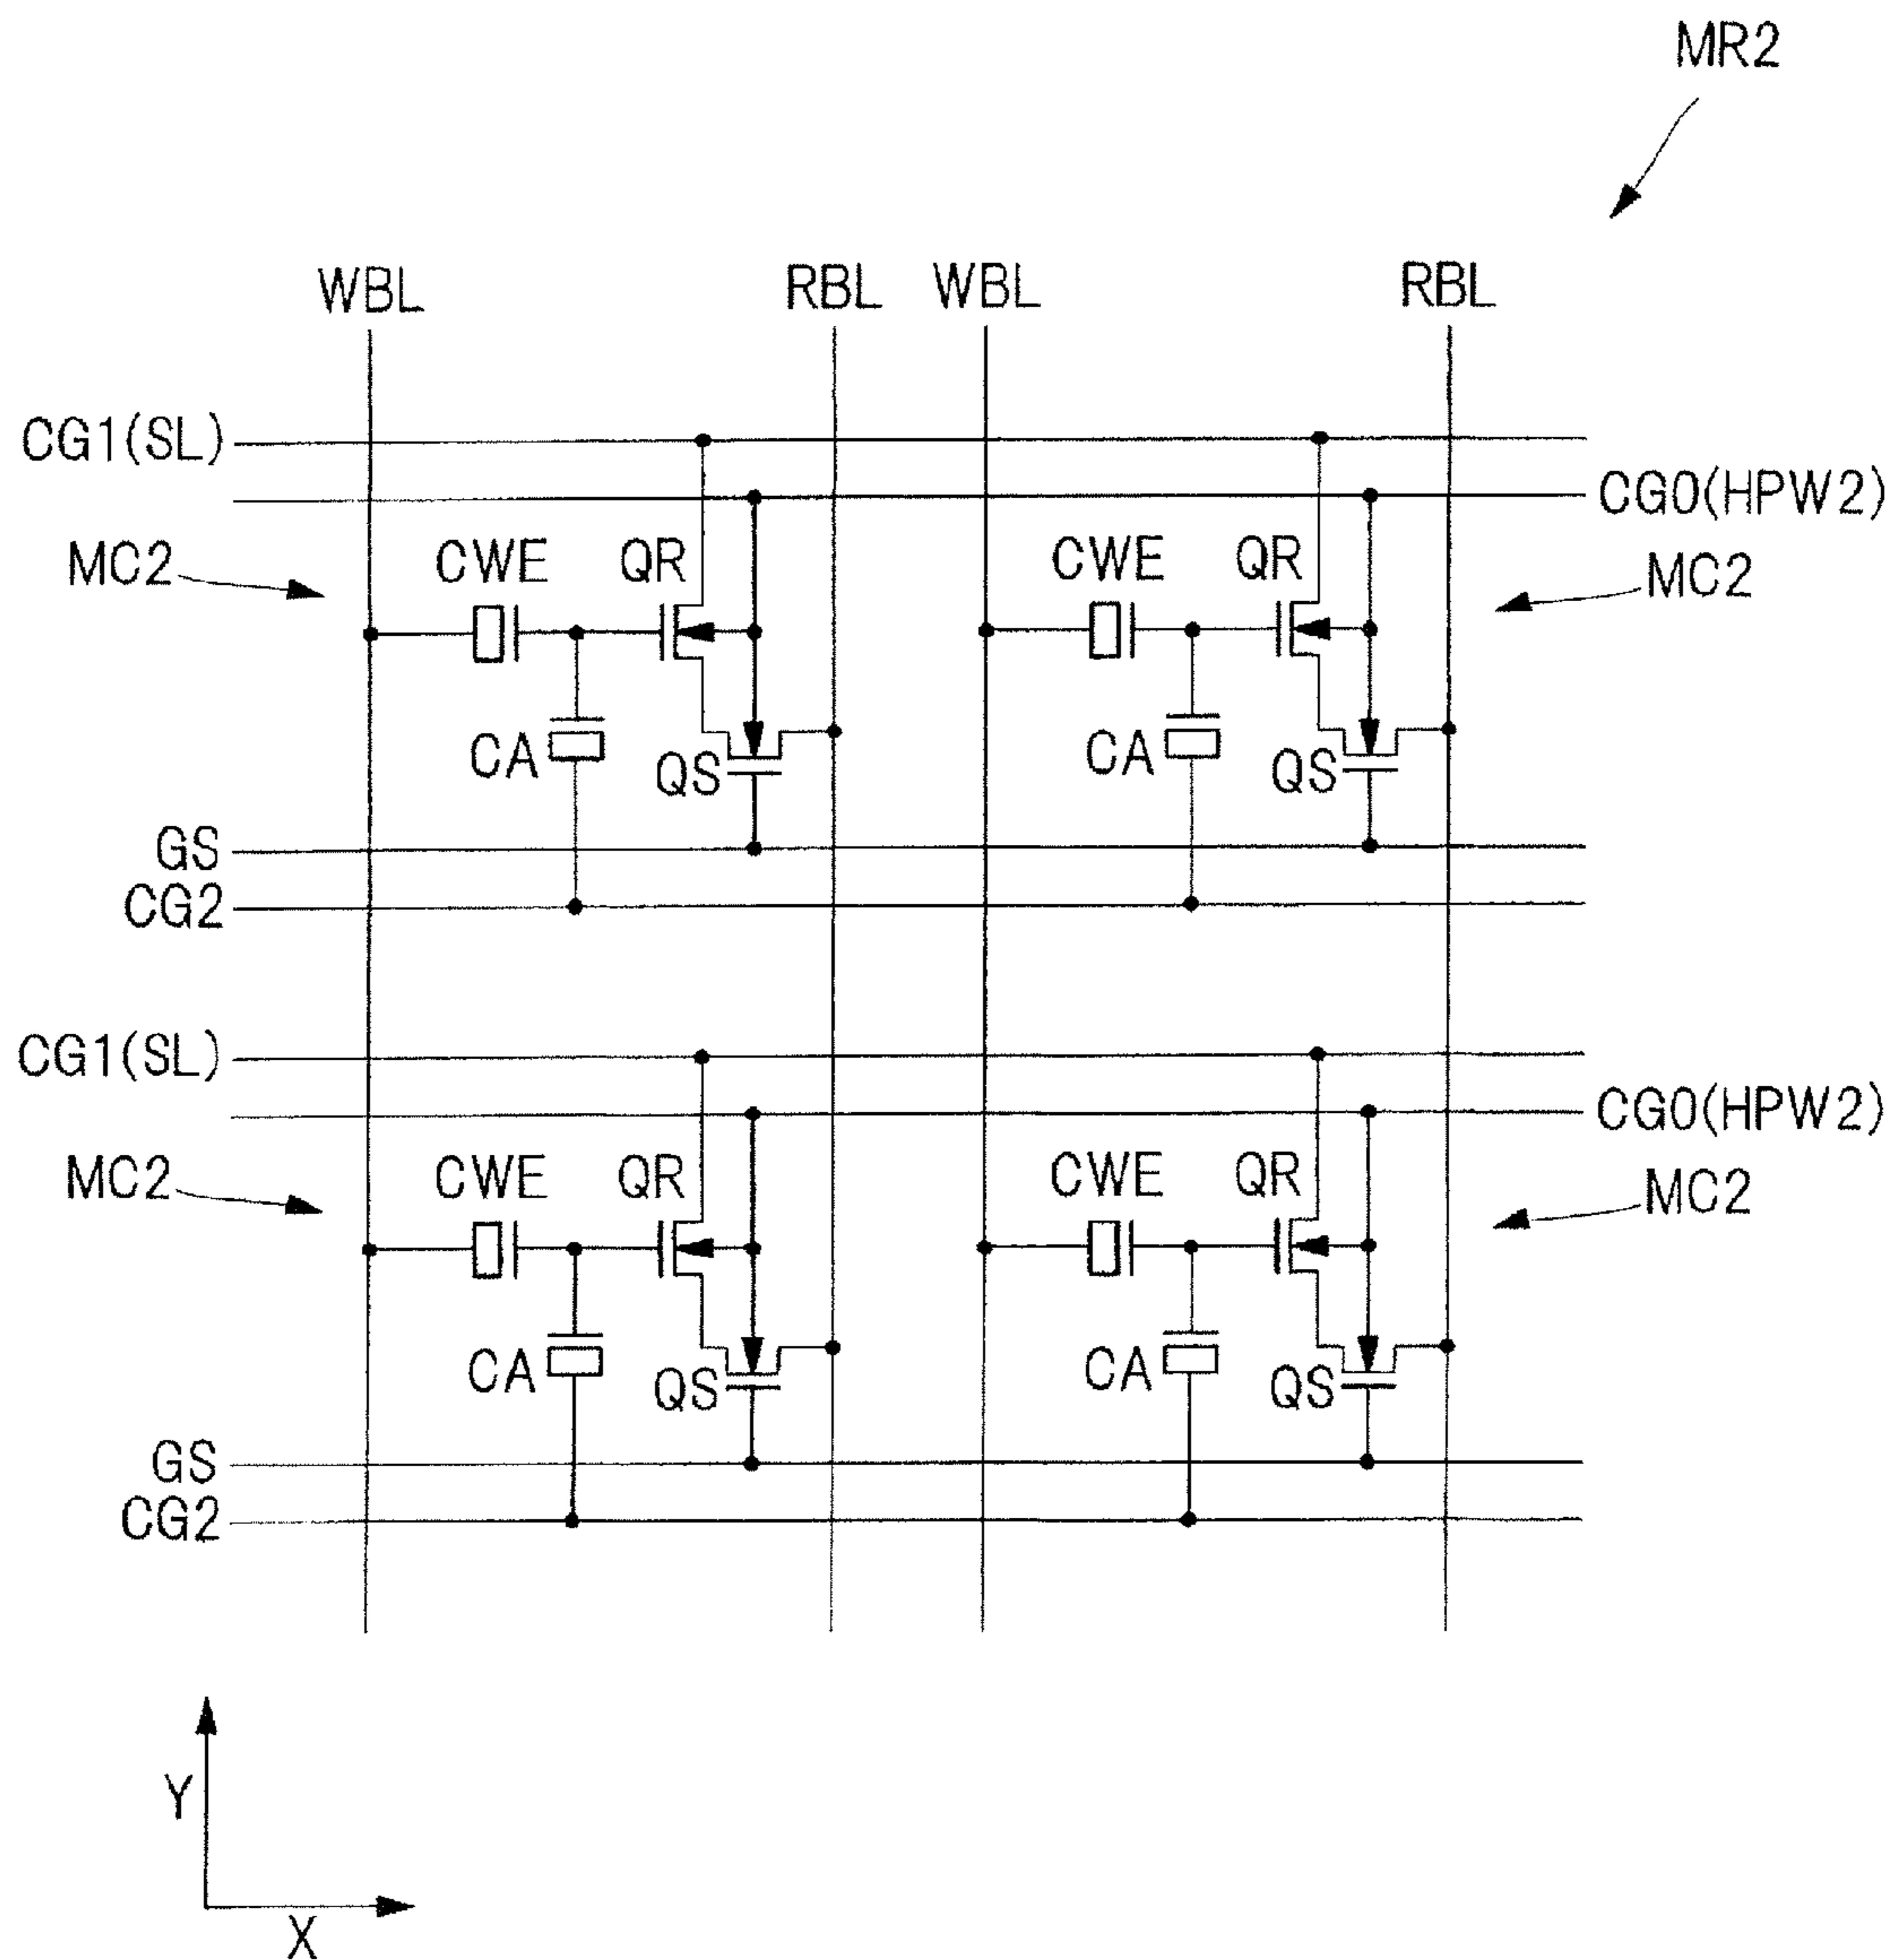 MR2
WBL RBL WBL RBL
CG1(SL)
CG0(HPW2)
MC2 CWE QR CWE QR MC2
CA QS CA QS
GS
CG2
CG1(SL)
CG0(HPW2)
MC2 CWE QR CWE QR MC2
CA QS CA QS
GS
CG2
Y
X